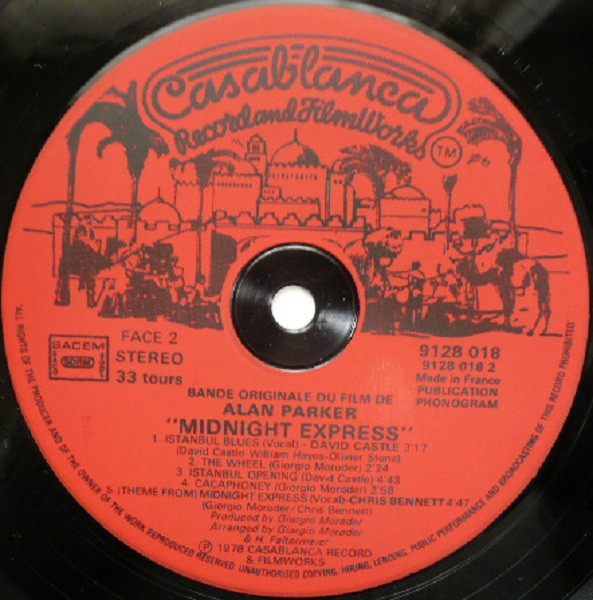 Casablanca
Record and FilmWorks
TM
FACE 2
STEREO
33 tours
SACEM
9128 018
9128 018 2
Made in France
PUBLICATION
PHONOGRAM
BANDE ORIGINALE DU FILM DE
ALAN PARKER
"MIDNIGHT EXPRESS"
1. ISTANBUL BLUES (Vocal) - DAVID CASTLE 3'17
(David Castle William Hayes-Olivier Stone)
2. THE WHEEL (Giorgio Moroder) 2'24
3. ISTANBUL OPENING (David Castle) 4'43
4. CACAPHONEY (Giorgio Moroder) 2'58
5. (THEME FROM) MIDNIGHT EXPRESS (Vocal)-CHRIS BENNETT 4'47
(Giorgio Moroder/Chris Bennett)
Produced by Giorgio Moroder
Arranged by Giorgio Moroder
& H. Faltermeier
℗ 1978 CASABLANCA RECORD
& FILMWORKS
ALL RIGHTS OF THE PRODUCER AND OF THE OWNER OF THE WORK REPRODUCED RESERVED. UNAUTHORISED COPYING, HIRING, LENDING, PUBLIC PERFORMANCE AND BROADCASTING OF THIS RECORD PROHIBITED